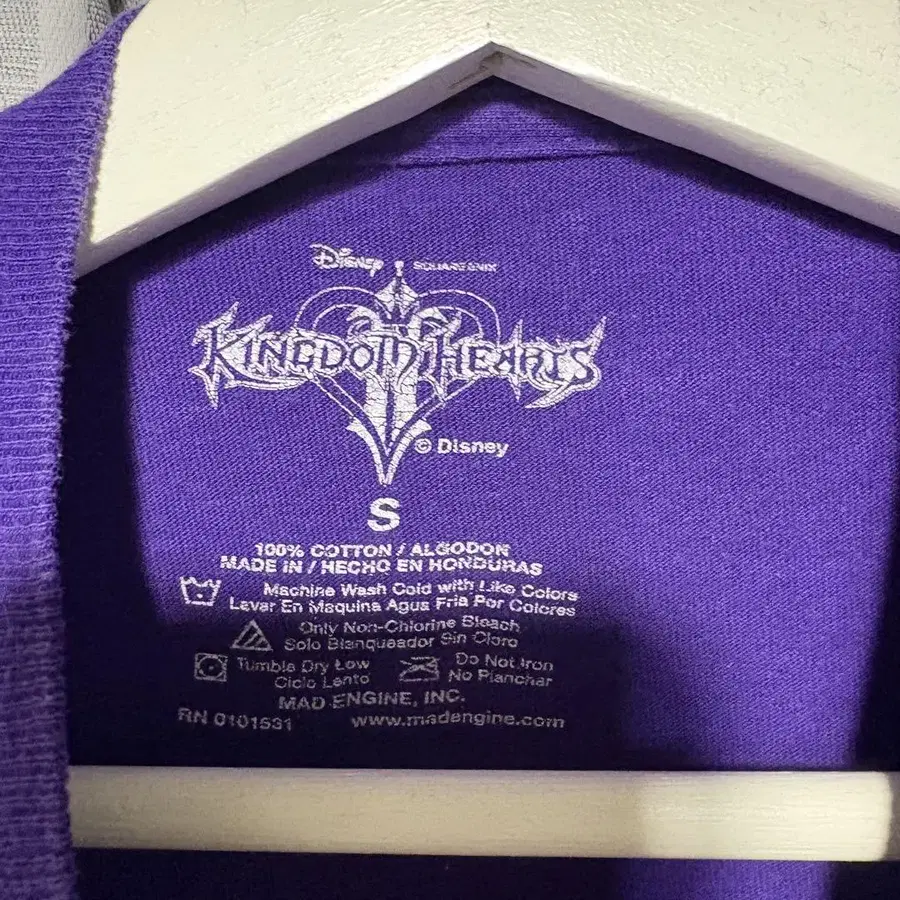 Disney SQUARE ENIX
KINGDOM HEARTS
© Disney
S
100% COTTON / ALGODON
MADE IN / HECHO EN HONDURAS
Machine Wash Cold with Like Colors
Lavar En Maquina Agua Fria Por Colores
Only Non-Chlorine Bleach
Solo Blanqueador Sin Cloro
Tumble Dry Low
Ciclo Lento
Do Not Iron
No Planchar
MAD ENGINE, INC.
RN 0101531 www.madengine.com